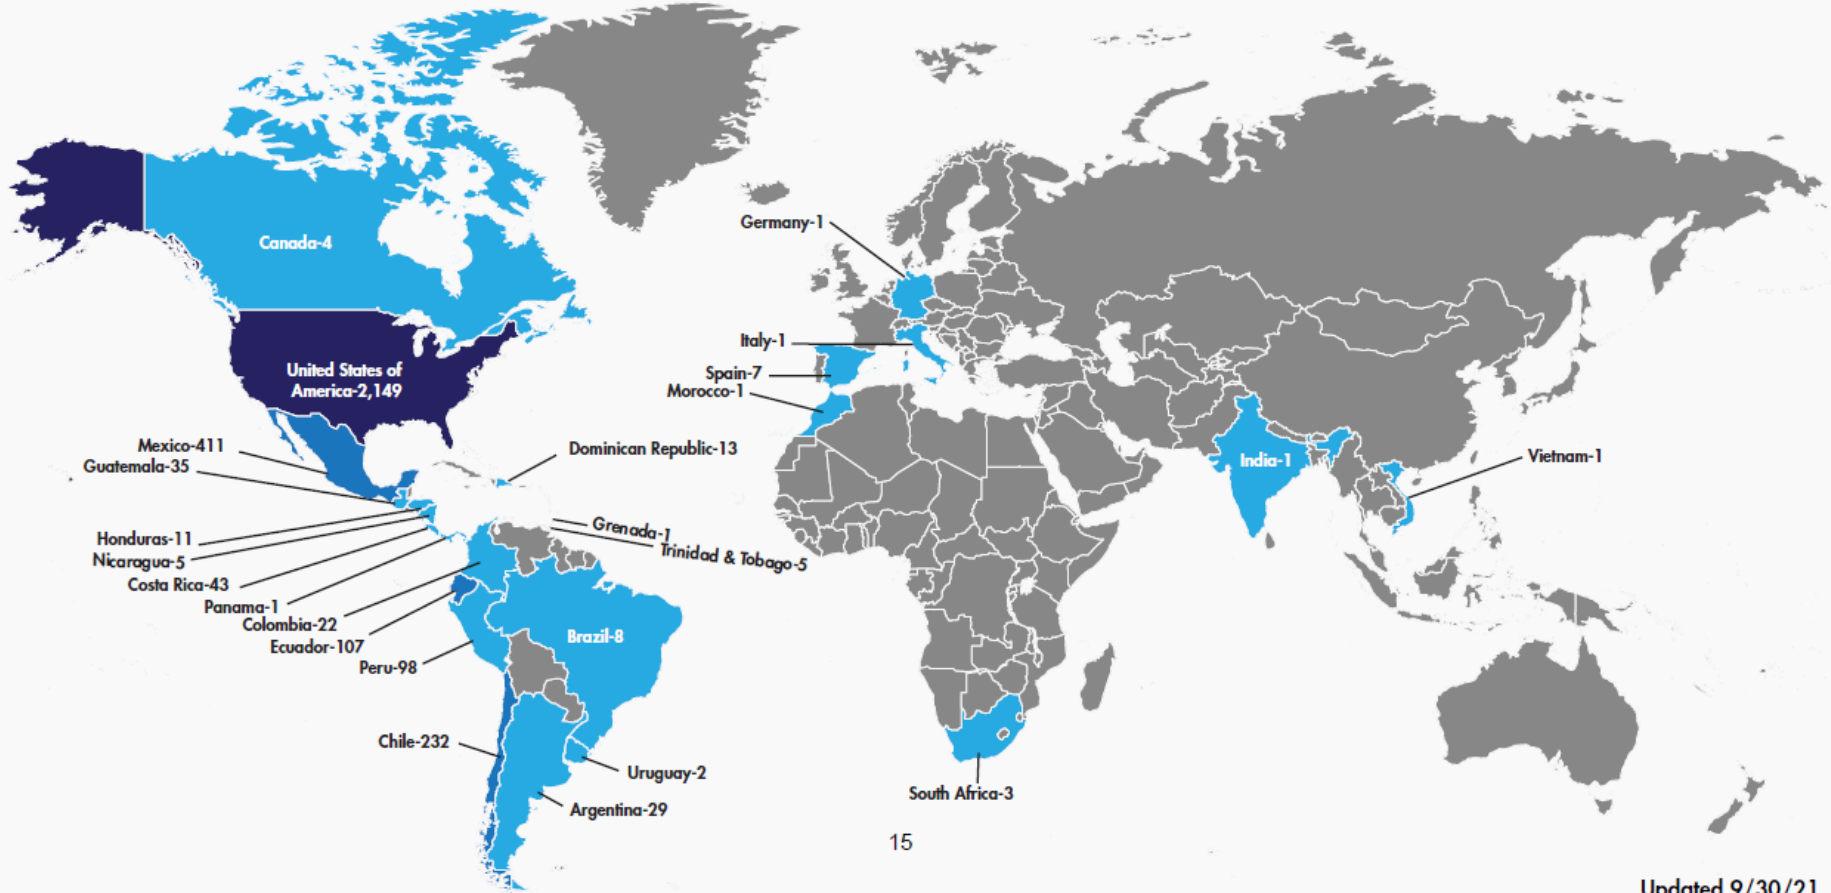 Canada-4
United States of
America-2,149
Mexico-411
Guatemala-35
Honduras-11
Nicaragua-5
Costa Rica-43
Panama-1
Colombia-22
Ecuador-107
Peru-98
Chile-232
Dominican Republic-13
Grenada-1
Trinidad & Tobago-5
Brazil-8
Uruguay-2
Argentina-29
Germany-1
Italy-1
Spain-7
Morocco-1
South Africa-3
India-1
Vietnam-1
15
Updated 9/30/21